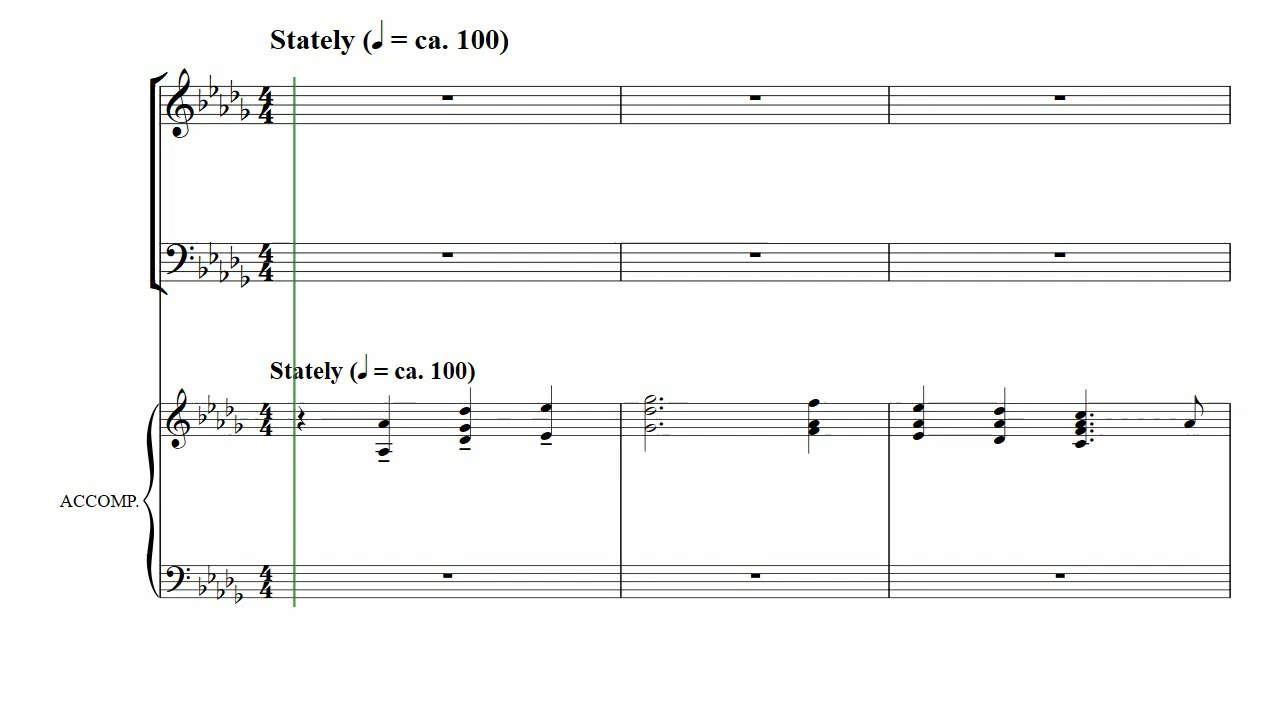 Stately (♩ = ca. 100)
Stately (♩ = ca. 100)
ACCOMP.